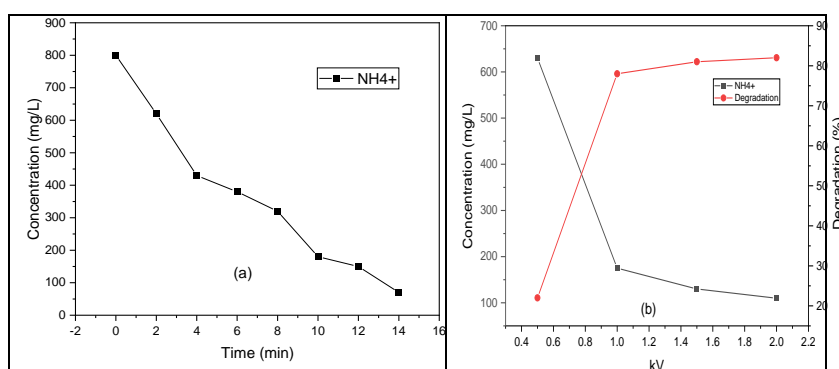 900
800
700
600
500
400
300
200
100
0
Concentration (mg/L)
NH4+
(a)
-2 0 2 4 6 8 10 12 14 16
Time (min)
700
600
500
400
300
200
100
Concentration (mg/L)
NH4+
Degradation
(b)
90
80
70
60
50
40
30
20
Degradation (%)
0.4 0.6 0.8 1.0 1.2 1.4 1.6 1.8 2.0 2.2
kV